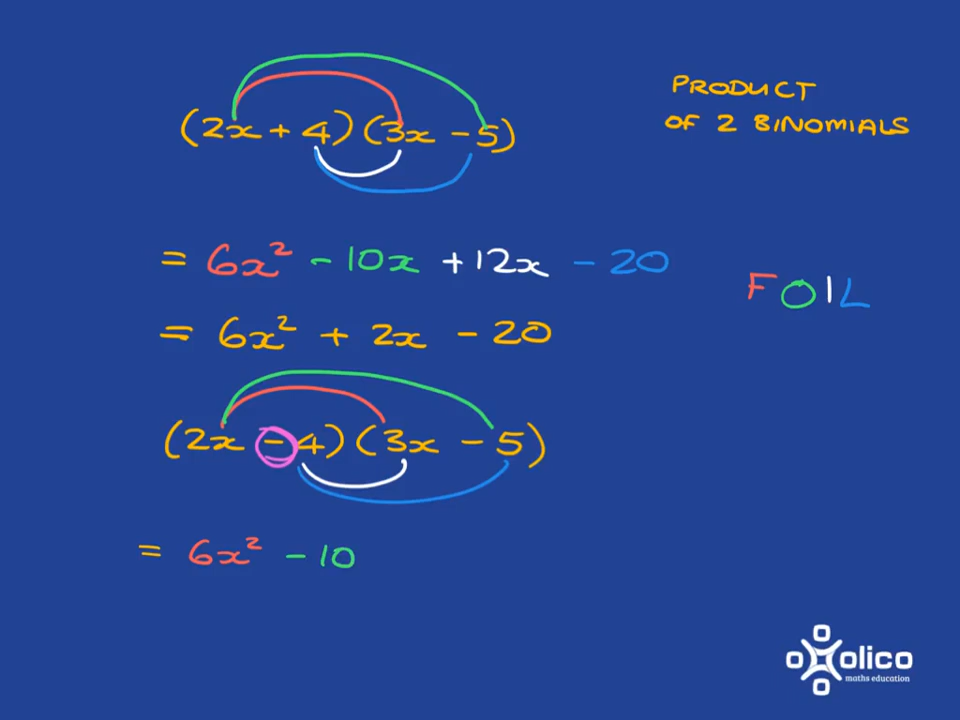 (2x + 4)(3x - 5)
PRODUCT
OF 2 BINOMIALS
= 6x² - 10x + 12x - 20
FOIL
= 6x² + 2x - 20
(2x - 4)(3x - 5)
= 6x² - 10
olico
maths education